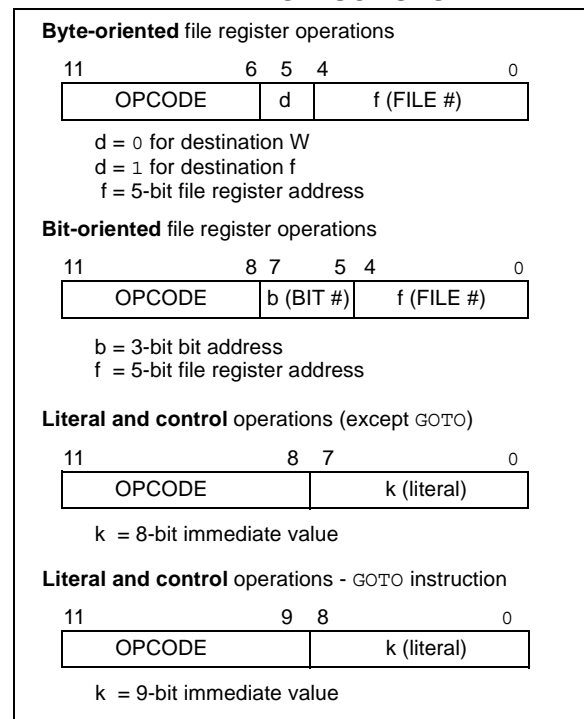 Byte-oriented file register operations
11 6 5 4 0
OPCODE d f (FILE #)
d = 0 for destination W
d = 1 for destination f
f = 5-bit file register address
Bit-oriented file register operations
11 8 7 5 4 0
OPCODE b (BIT #) f (FILE #)
b = 3-bit bit address
f = 5-bit file register address
Literal and control operations (except GOTO)
11 8 7 0
OPCODE k (literal)
k = 8-bit immediate value
Literal and control operations - GOTO instruction
11 9 8 0
OPCODE k (literal)
k = 9-bit immediate value